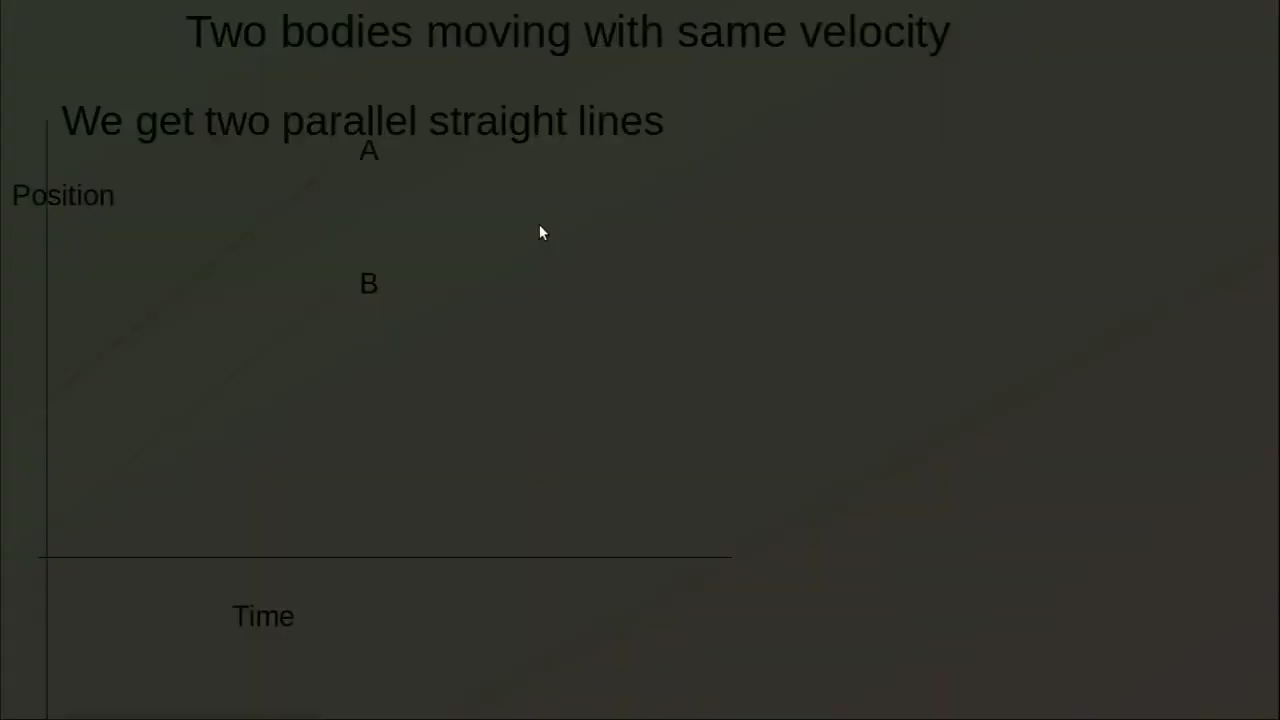 Two bodies moving with same velocity
We get two parallel straight lines
A
Position
B
Time